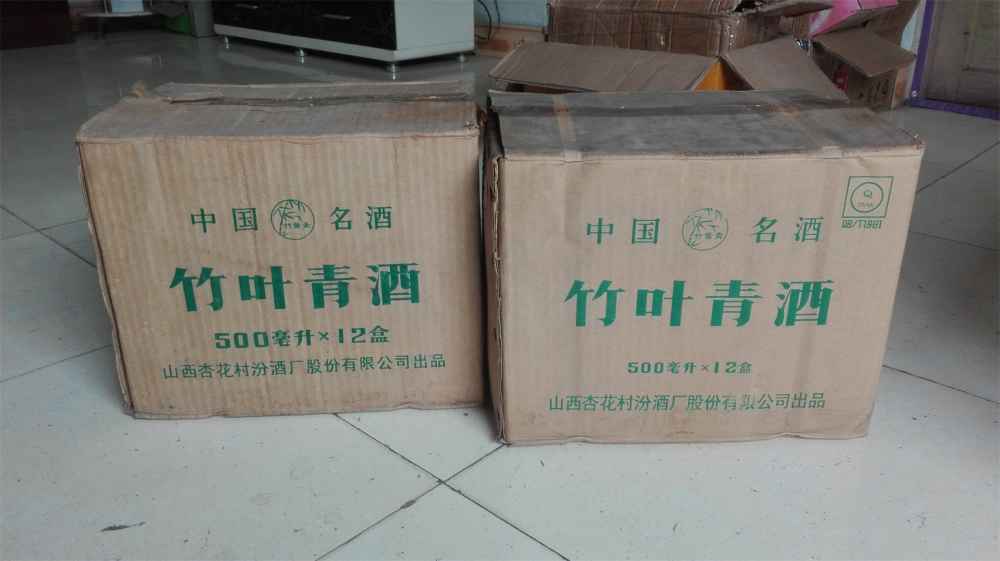 中国 名酒
竹叶青酒
500毫升×12盒
山西杏花村汾酒厂股份有限公司出品
中国 名酒
竹叶青酒
500毫升×12盒
山西杏花村汾酒厂股份有限公司出品